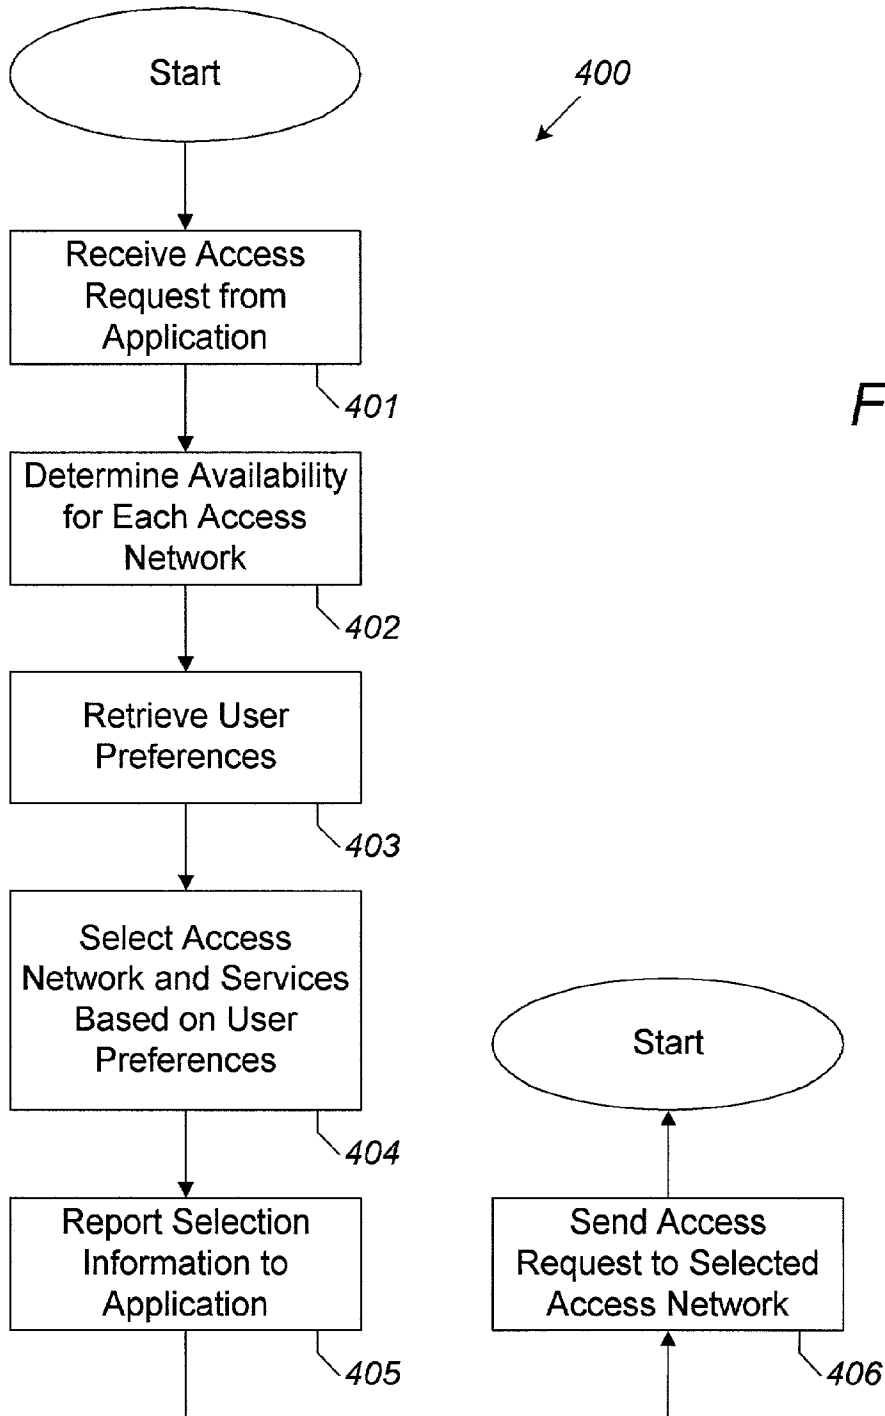 Start
400
Receive Access
Request from
Application
401
F
Determine Availability
for Each Access
Network
402
Retrieve User
Preferences
403
Select Access
Network and Services
Based on User
Preferences
404
Start
Report Selection
Information to
Application
405
Send Access
Request to Selected
Access Network
406